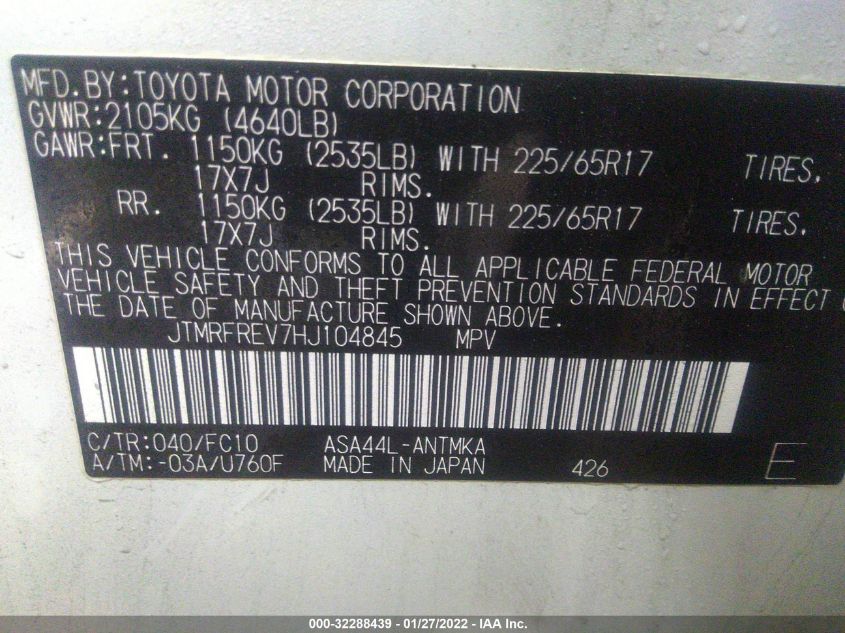 MFD.BY:TOYOTA MOTOR CORPORATION
GVWR:2105KG (4640LB)
GAWR:FRT. 1150KG (2535LB) WITH 225/65R17 TIRES,
17X7J RIMS.
RR. 1150KG (2535LB) WITH 225/65R17 TIRES,
17X7J RIMS.
THIS VEHICLE CONFORMS TO ALL APPLICABLE FEDERAL MOTOR
VEHICLE SAFETY AND THEFT PREVENTION STANDARDS IN EFFECT
THE DATE OF MANUFACTURE SHOWN ABOVE.
JTMRFREV7HJ104845 MPV
C/TR:040/FC10 ASA44L-ANTMKA
A/TM:-03A/U760F MADE IN JAPAN 426 E
000-32288439 - 01/27/2022 - IAA Inc.